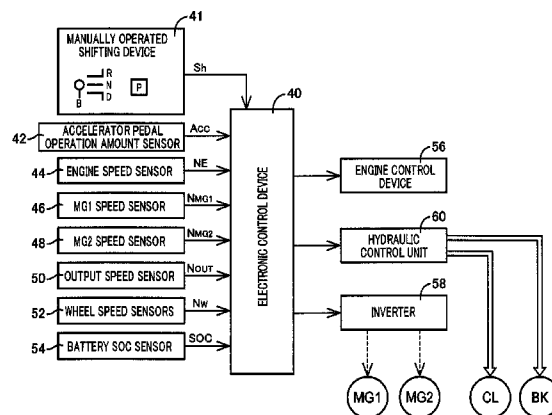 41
MANUALLY OPERATED
SHIFTING DEVICE
R
N
D
B
P
Sh
40
ELECTRONIC CONTROL DEVICE
42
ACCELERATOR PEDAL
OPERATION AMOUNT SENSOR
ACC
44
ENGINE SPEED SENSOR
NE
46
MG1 SPEED SENSOR
NMG1
48
MG2 SPEED SENSOR
NMG2
50
OUTPUT SPEED SENSOR
NOUT
52
WHEEL SPEED SENSORS
NW
54
BATTERY SOC SENSOR
SOC
56
ENGINE CONTROL
DEVICE
60
HYDRAULIC
CONTROL UNIT
58
INVERTER
MG1
MG2
CL
BK